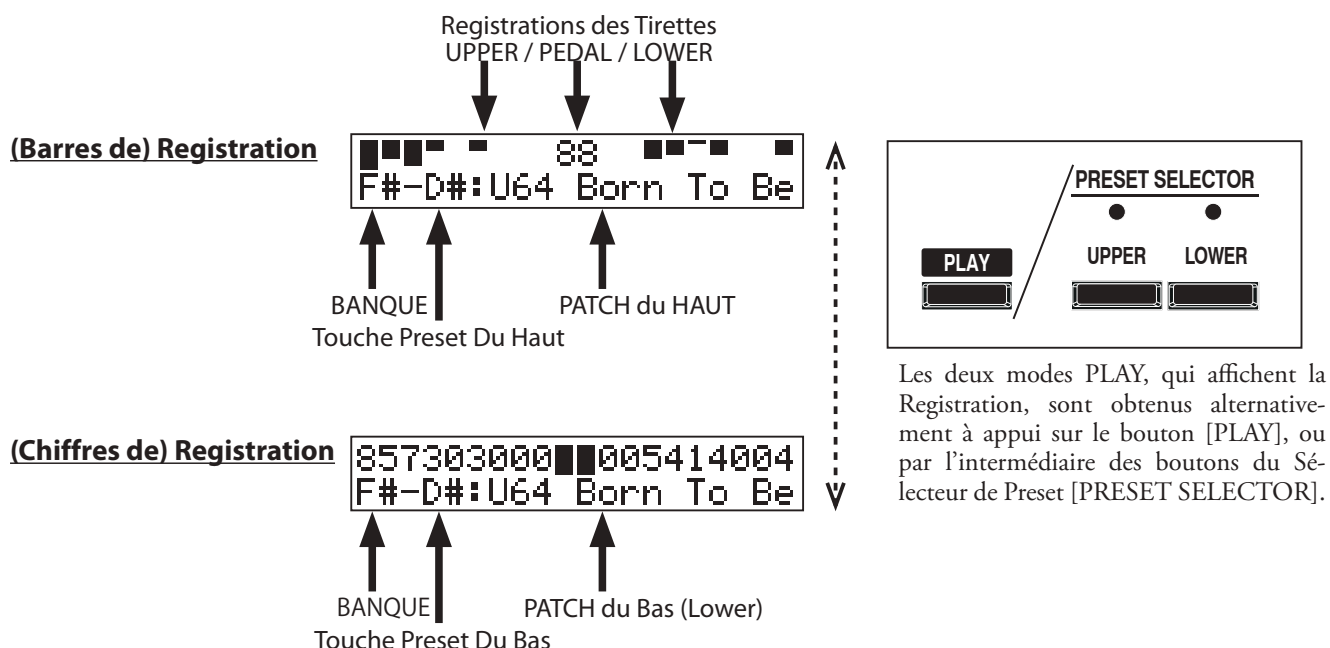 Registrations des Tirettes
UPPER / PEDAL / LOWER
(Barres de) Registration
88
F#-D#:U64 Born To Be
BANQUE
PATCH du HAUT
Touche Preset Du Haut
PRESET SELECTOR
PLAY
UPPER
LOWER
Les deux modes PLAY, qui affichent la
Registration, sont obtenus alternative-
ment à appui sur le bouton [PLAY], ou
par l'intermédiaire des boutons du Sé-
lecteur de Preset [PRESET SELECTOR].
(Chiffres de) Registration
857303000 005414004
F#-D#:U64 Born To Be
BANQUE
PATCH du Bas (Lower)
Touche Preset Du Bas